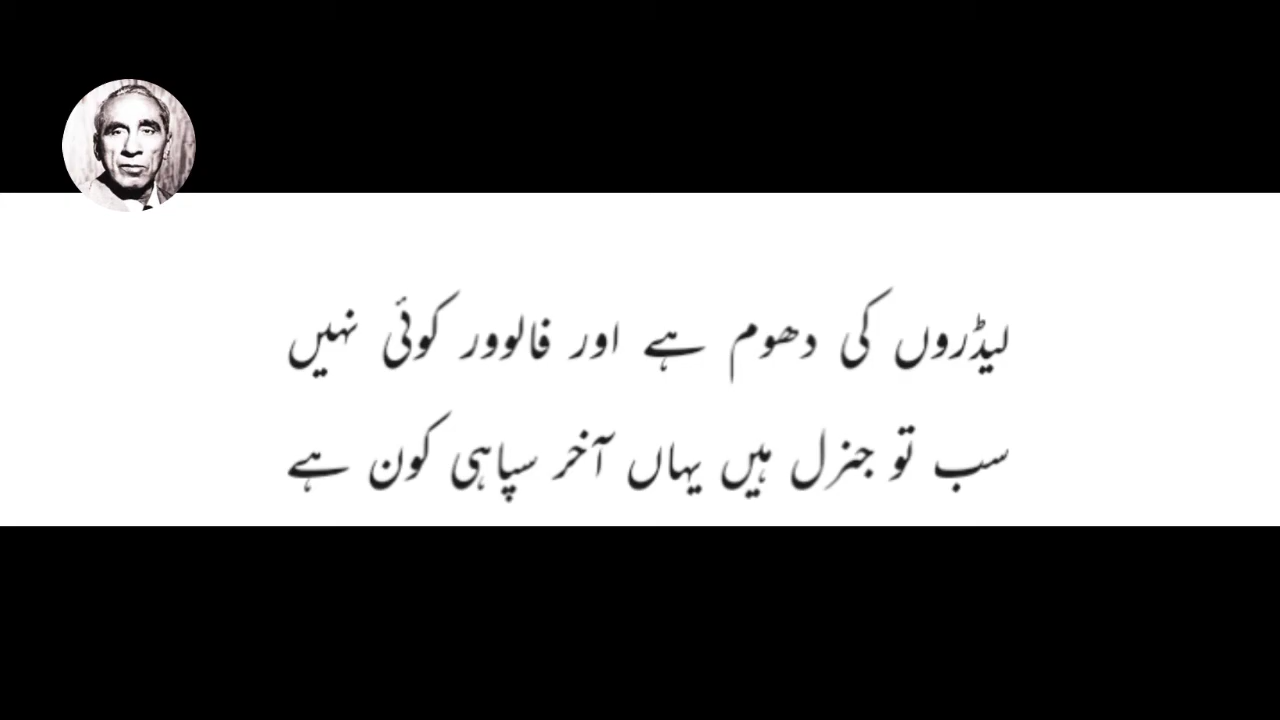 لیڈروں کی دھوم ہے اور فالوور کوئی نہیں
سب تو جنرل ہیں یہاں آخر سپاہی کون ہے